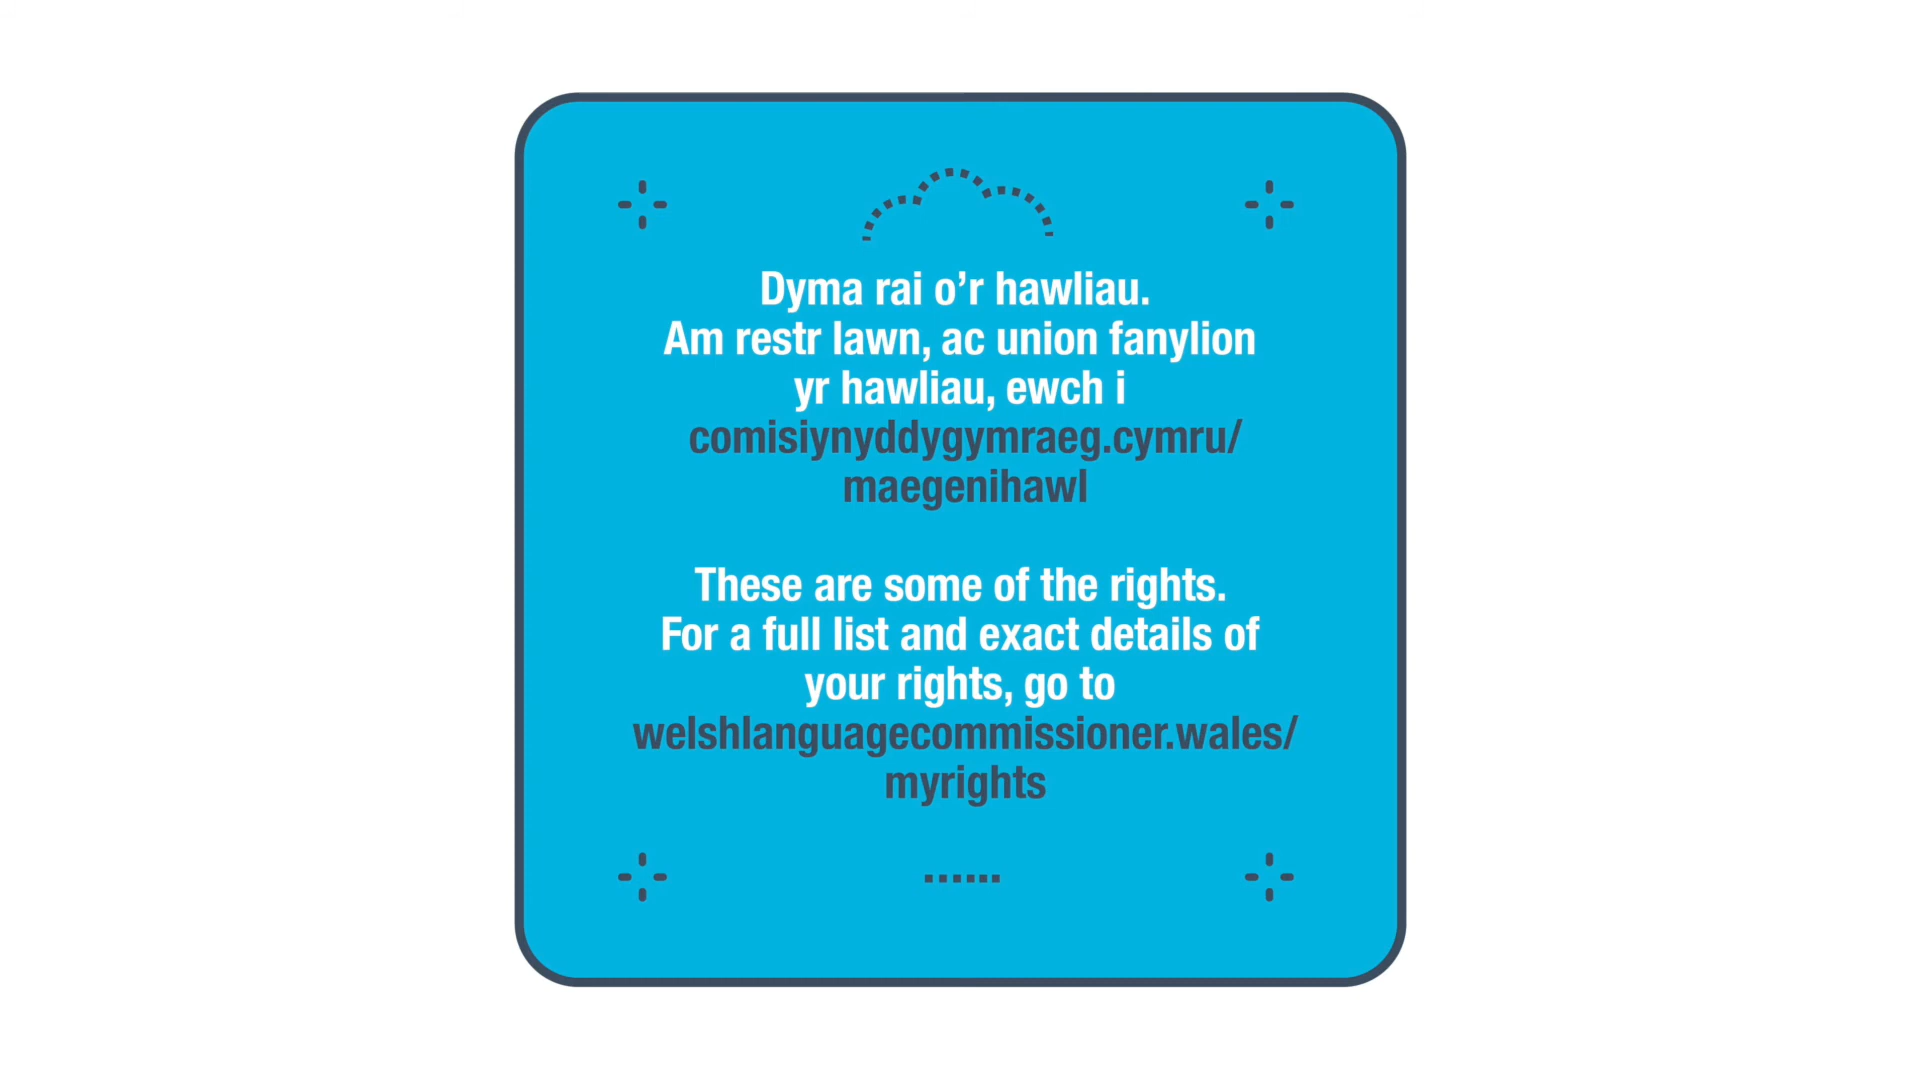 Dyma rai o’r hawliau.
Am restr lawn, ac union fanylion
yr hawliau, ewch i
comisiynyddygymraeg.cymru/
maegenihawl
These are some of the rights.
For a full list and exact details of
your rights, go to
welshlanguagecommissioner.wales/
myrights